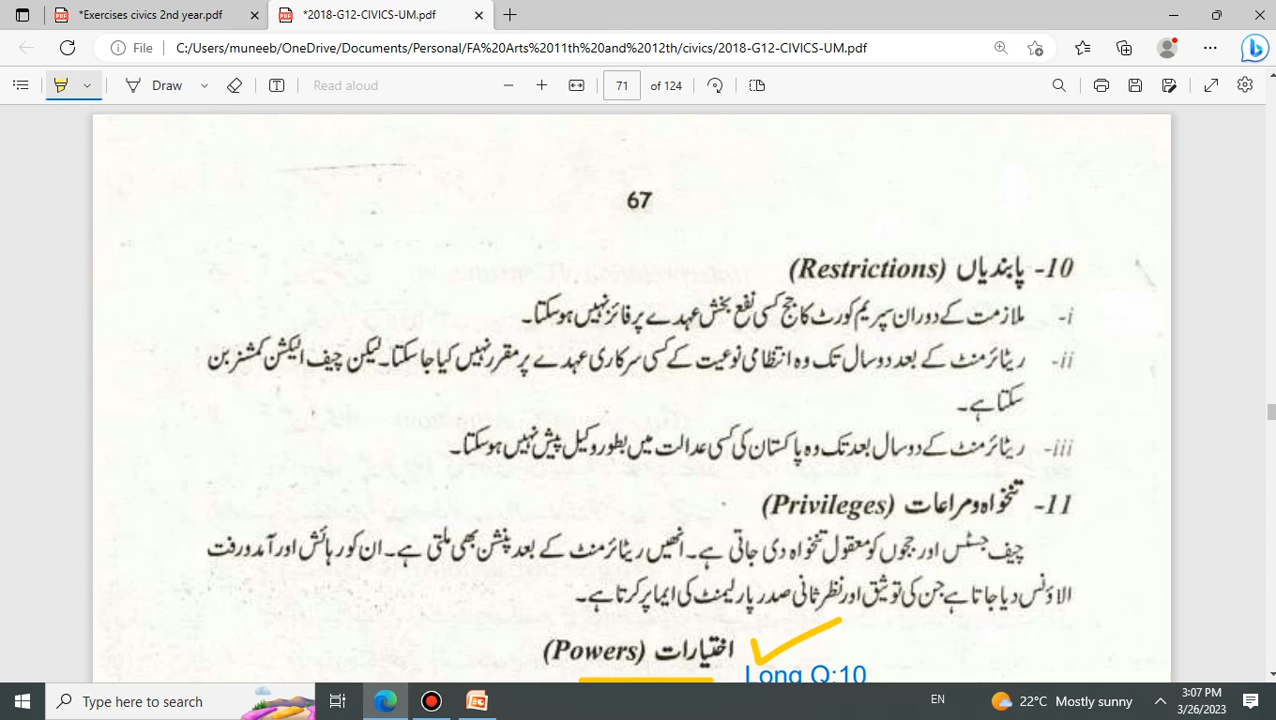 *Exercises civics 2nd year.pdf
*2018-G12-CIVICS-UM.pdf
File C:/Users/muneeb/OneDrive/Documents/Personal/FA%20Arts%2011th%20and%2012th/civics/2018-G12-CIVICS-UM.pdf
Draw Read aloud 71 of 124
67
10- پابندیاں (Restrictions)
i- ملازمت کے دوران سپریم کورٹ کا جج کسی نفع بخش عہدے پر فائز نہیں ہو سکتا۔
ii- ریٹائرمنٹ کے بعد دو سال تک وہ انتظامی نوعیت کے کسی سرکاری عہدے پر مقرر نہیں کیا جا سکتا۔ لیکن چیف الیکشن کمشنر بن
سکتا ہے۔
iii- ریٹائرمنٹ کے دو سال بعد تک وہ پاکستان کی کسی عدالت میں بطور وکیل پیش نہیں ہو سکتا۔
11- تنخواہ و مراعات (Privileges)
چیف جسٹس اور ججوں کو معقول تنخواہ دی جاتی ہے۔ انھیں ریٹائرمنٹ کے بعد پنشن بھی ملتی ہے۔ ان کو رہائش اور آمد و رفت
الاؤنس دیا جاتا ہے جن کی توثیق اور نظر ثانی صدر پارلیمنٹ کی ایما پر کرتا ہے۔
اختیارات (Powers)
Long Q:10
Type here to search
EN
22°C Mostly sunny
3:07 PM
3/26/2023